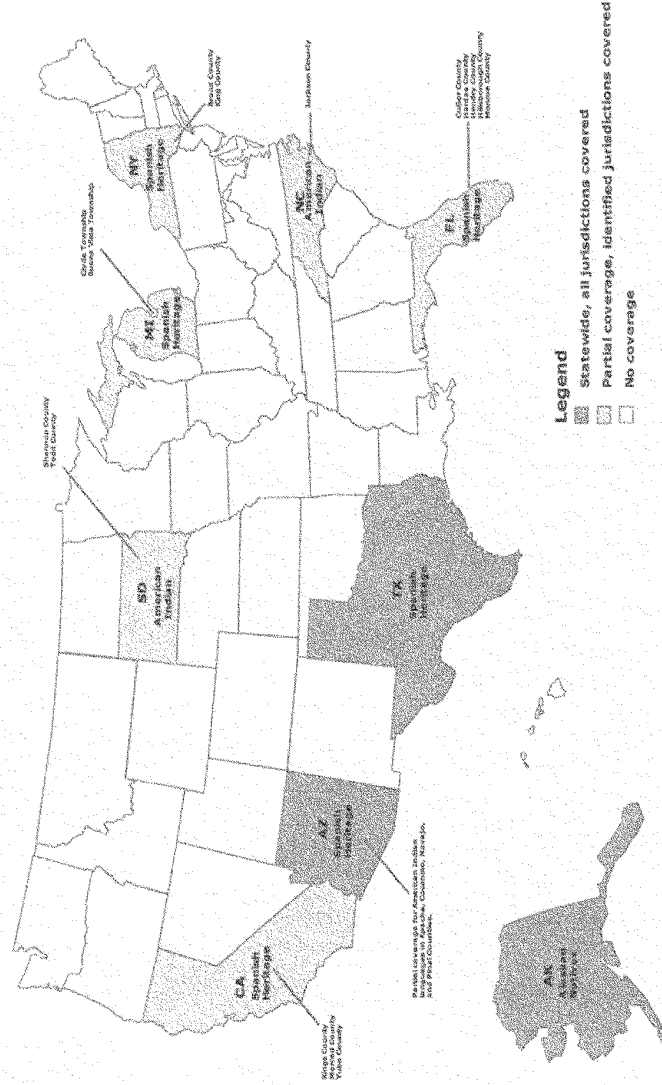 Kings County
Merced County
Yuba County
CA
Spanish
Heritage
AZ
Spanish
Heritage
Partial coverage for American Indian
languages in Apache, Coconino, Navajo,
and Pinal Counties.
AK
Alaskan
Natives
TX
Spanish
Heritage
Shannon County
Todd County
SD
American
Indian
Clyde Township
Buena Vista Township
MI
Spanish
Heritage
NY
Spanish
Heritage
County
King County
NC
American
Indian
Jackson County
FL
Spanish
Heritage
Collier County
Hardee County
Hendry County
Hillsborough County
Monroe County
Legend
Statewide, all jurisdictions covered
Partial coverage, identified jurisdictions covered
No coverage